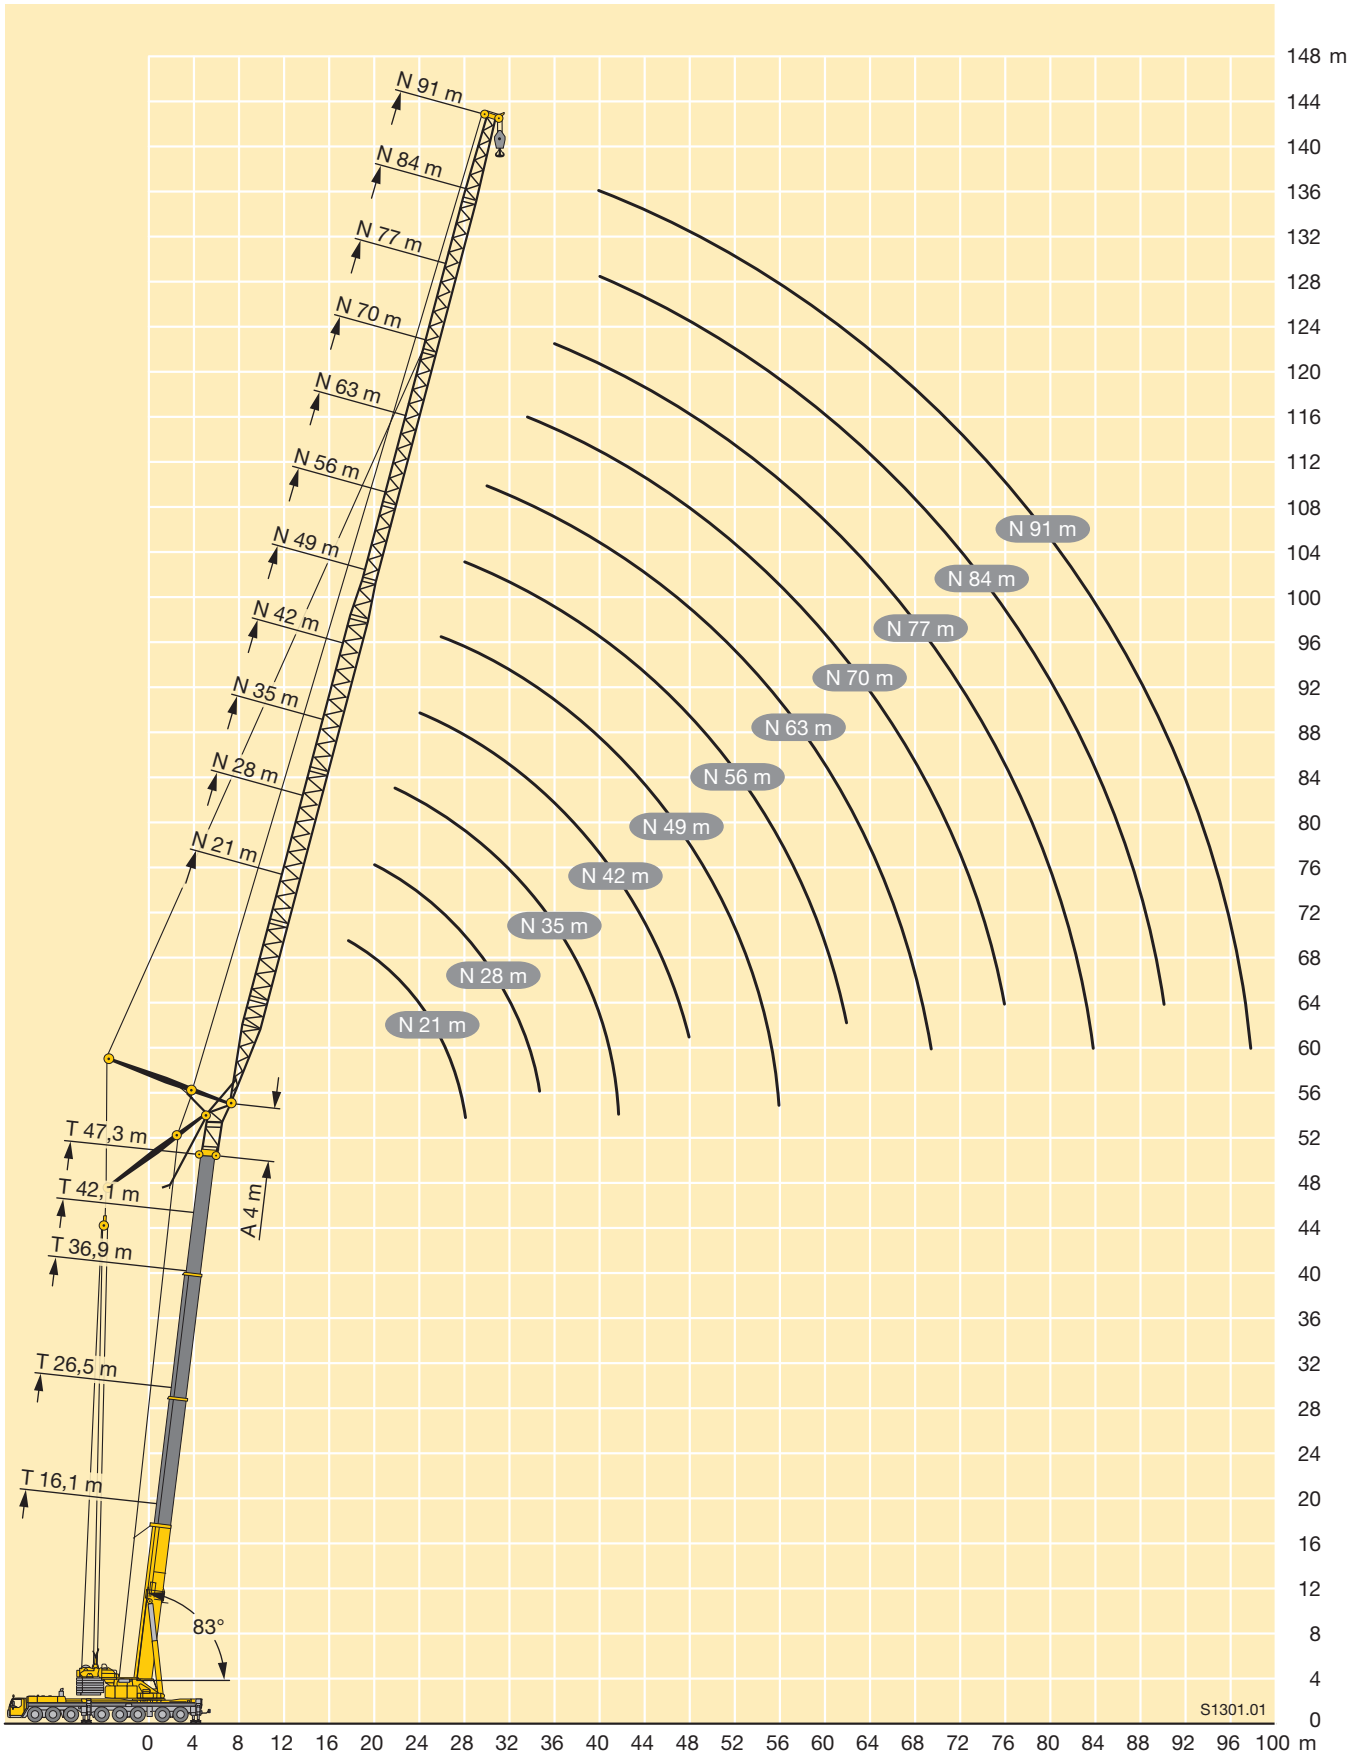 148 m
N 91 m
144
N 84 m
140
136
N 77 m
132
128
N 70 m
124
120
N 63 m
116
N 56 m
112
108
N 91 m
N 49 m
104
N 84 m
100
N 42 m
N 77 m
96
N 35 m
N 70 m
92
N 63 m
88
N 28 m
N 56 m
84
N 49 m
80
N 21 m
N 42 m
76
N 35 m
72
N 28 m
68
64
N 21 m
60
56
T 47,3 m
52
T 42,1 m
48
A 4 m
44
T 36,9 m
40
36
T 26,5 m
32
28
24
T 16,1 m
20
16
12
83°
8
4
S1301.01
0
0 4 8 12 16 20 24 28 32 36 40 44 48 52 56 60 64 68 72 76 80 84 88 92 96 100 m